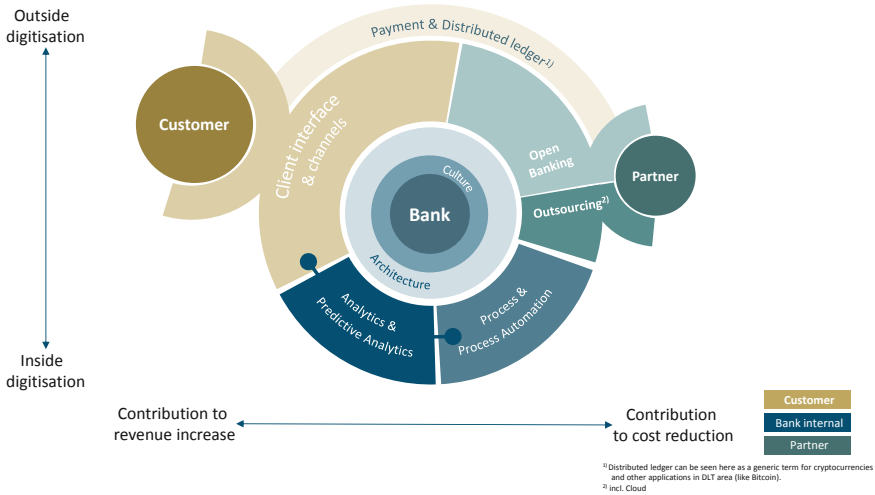 Outside
digitisation
Payment & Distributed ledger1)
Customer
Client interface
& channels
Open
Banking
Partner
Outsourcing2)
Culture
Bank
Architecture
Analytics &
Predictive Analytics
Process &
Process Automation
Inside
digitisation
Contribution to
revenue increase
Contribution
to cost reduction
Customer
Bank internal
Partner
1) Distributed ledger can be seen here as a generic term for cryptocurrencies
and other applications in DLT area (like Bitcoin).
2) incl. Cloud